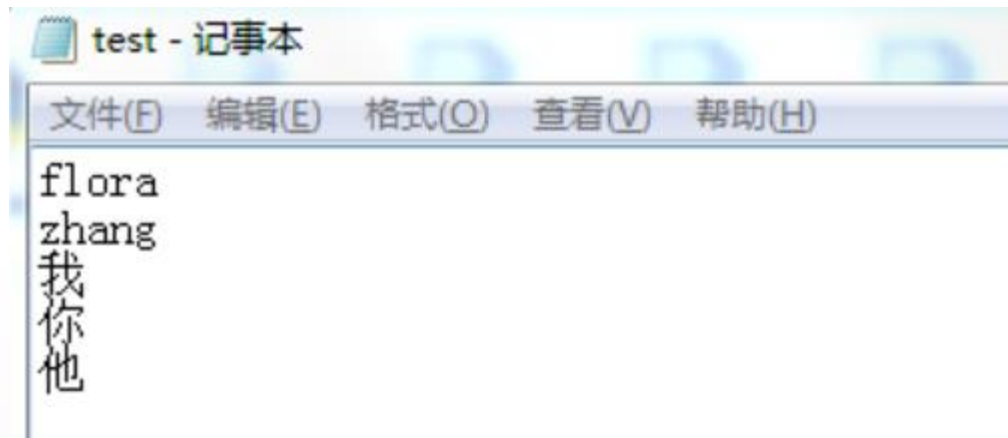 test - 记事本
文件(F) 编辑(E) 格式(O) 查看(V) 帮助(H)
flora
zhang
我
你
他